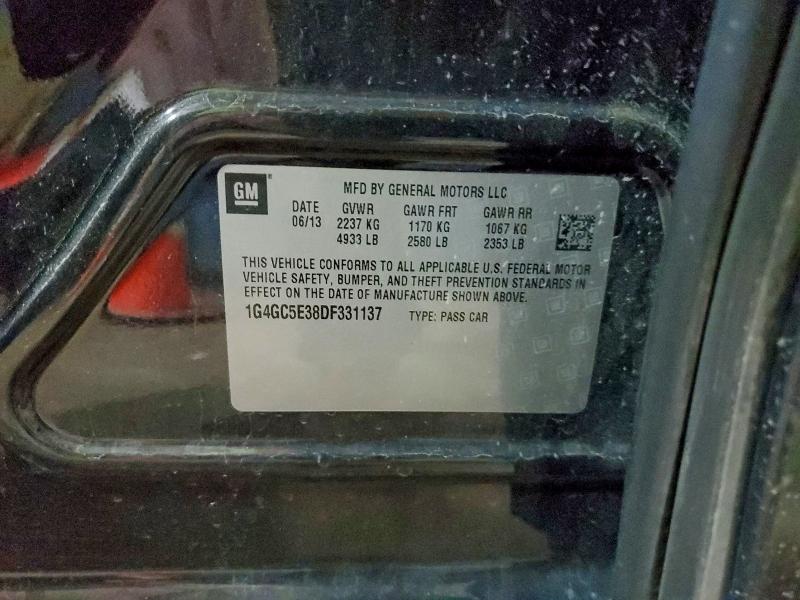 GM
MFD BY GENERAL MOTORS LLC
DATE GVWR GAWR FRT GAWR RR
06/13 2237 KG 1170 KG 1067 KG
4933 LB 2580 LB 2353 LB
THIS VEHICLE CONFORMS TO ALL APPLICABLE U.S. FEDERAL MOTOR
VEHICLE SAFETY, BUMPER, AND THEFT PREVENTION STANDARDS IN
EFFECT ON THE DATE OF MANUFACTURE SHOWN ABOVE.
1G4GC5E38DF331137 TYPE: PASS CAR